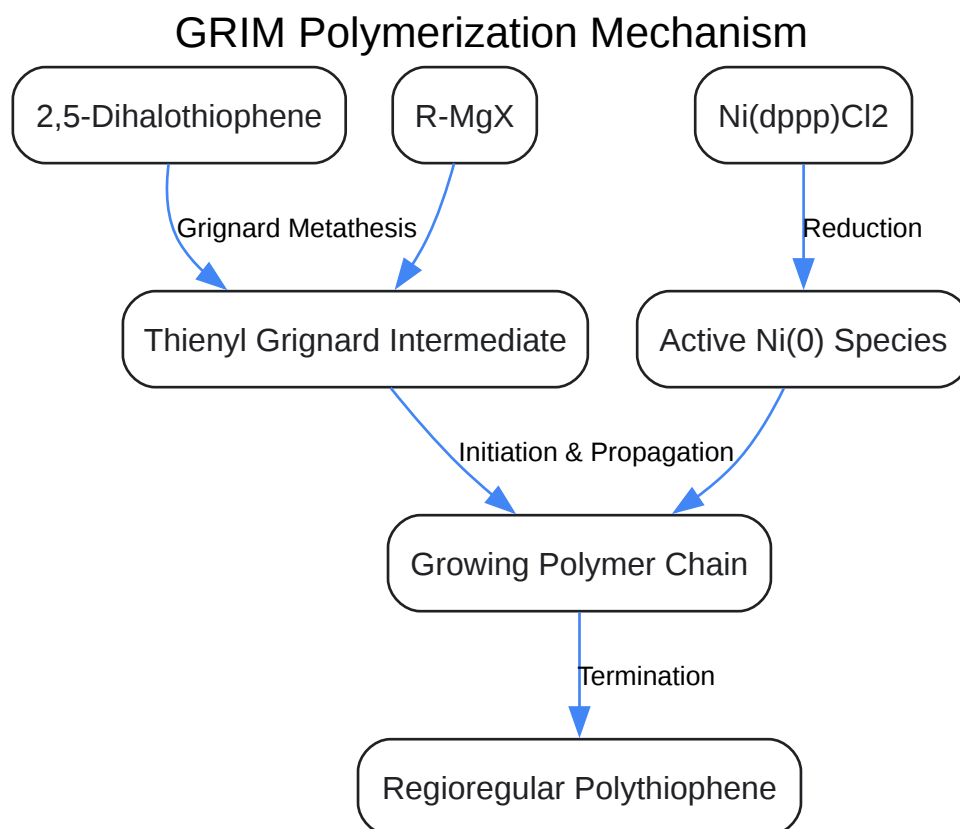 GRIM Polymerization Mechanism
2,5-Dihalothiophene
R-MgX
Ni(dppp)Cl2
Grignard Metathesis
Reduction
Thienyl Grignard Intermediate
Active Ni(0) Species
Initiation & Propagation
Growing Polymer Chain
Termination
Regioregular Polythiophene